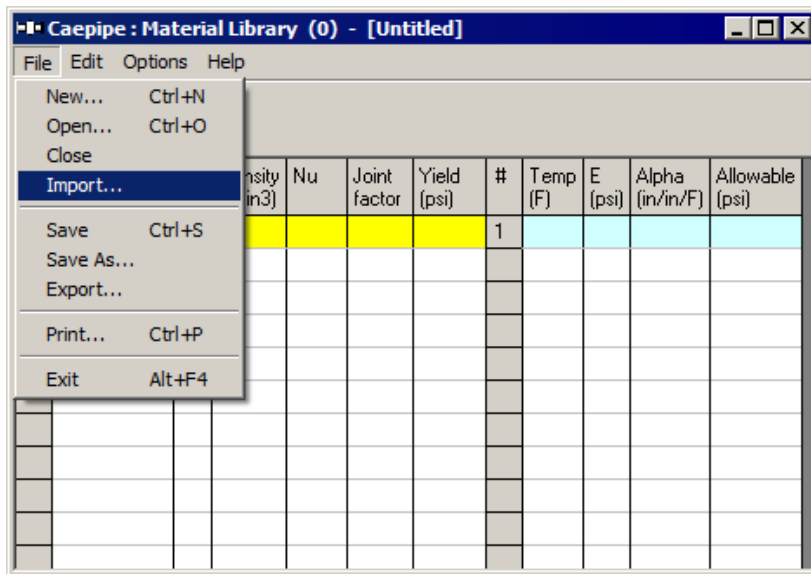 Caepipe : Material Library (0) - [Untitled]
File Edit Options Help
New... Ctrl+N
Open... Ctrl+O
Close
Import...
Save Ctrl+S
Save As...
Export...
Print... Ctrl+P
Exit Alt+F4
Nu Joint Yield # Temp E Alpha Allowable
in3) factor (psi) (F) (psi) (in/in/F) (psi)
1